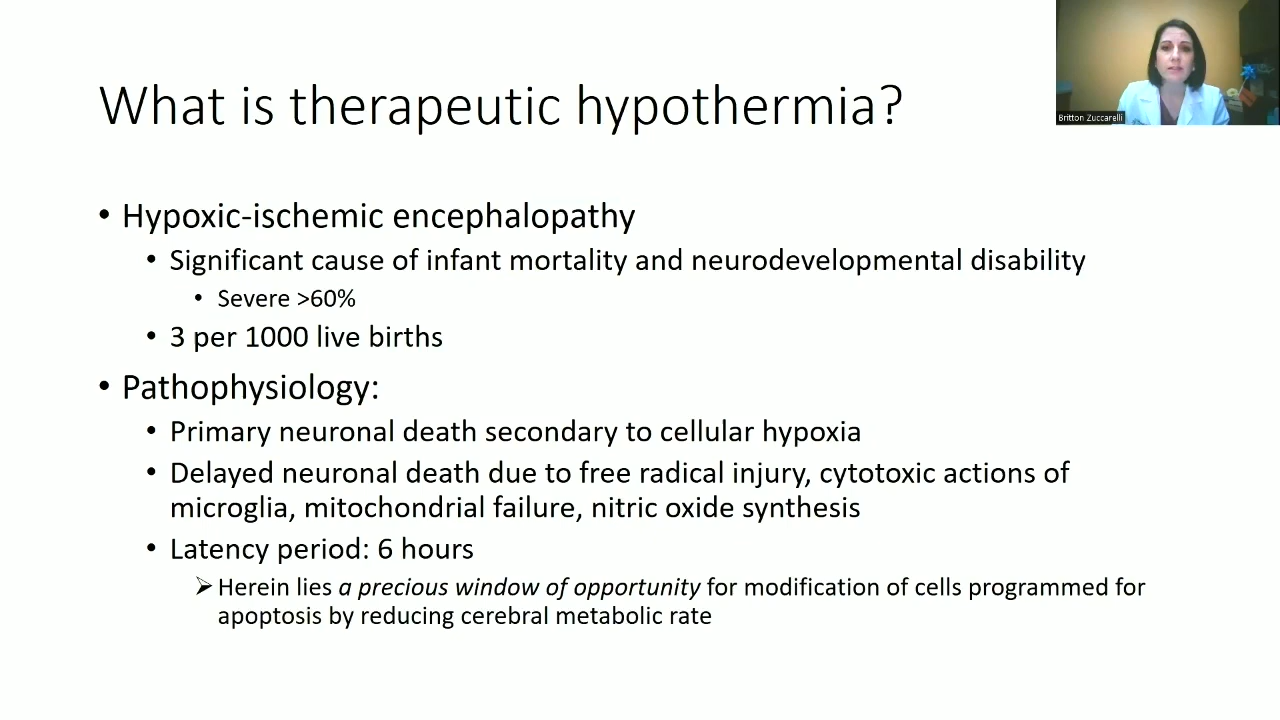 What is therapeutic hypothermia?
Britton Zuccarelli
• Hypoxic-ischemic encephalopathy
• Significant cause of infant mortality and neurodevelopmental disability
• Severe >60%
• 3 per 1000 live births
• Pathophysiology:
• Primary neuronal death secondary to cellular hypoxia
• Delayed neuronal death due to free radical injury, cytotoxic actions of
microglia, mitochondrial failure, nitric oxide synthesis
• Latency period: 6 hours
➢ Herein lies a precious window of opportunity for modification of cells programmed for
apoptosis by reducing cerebral metabolic rate